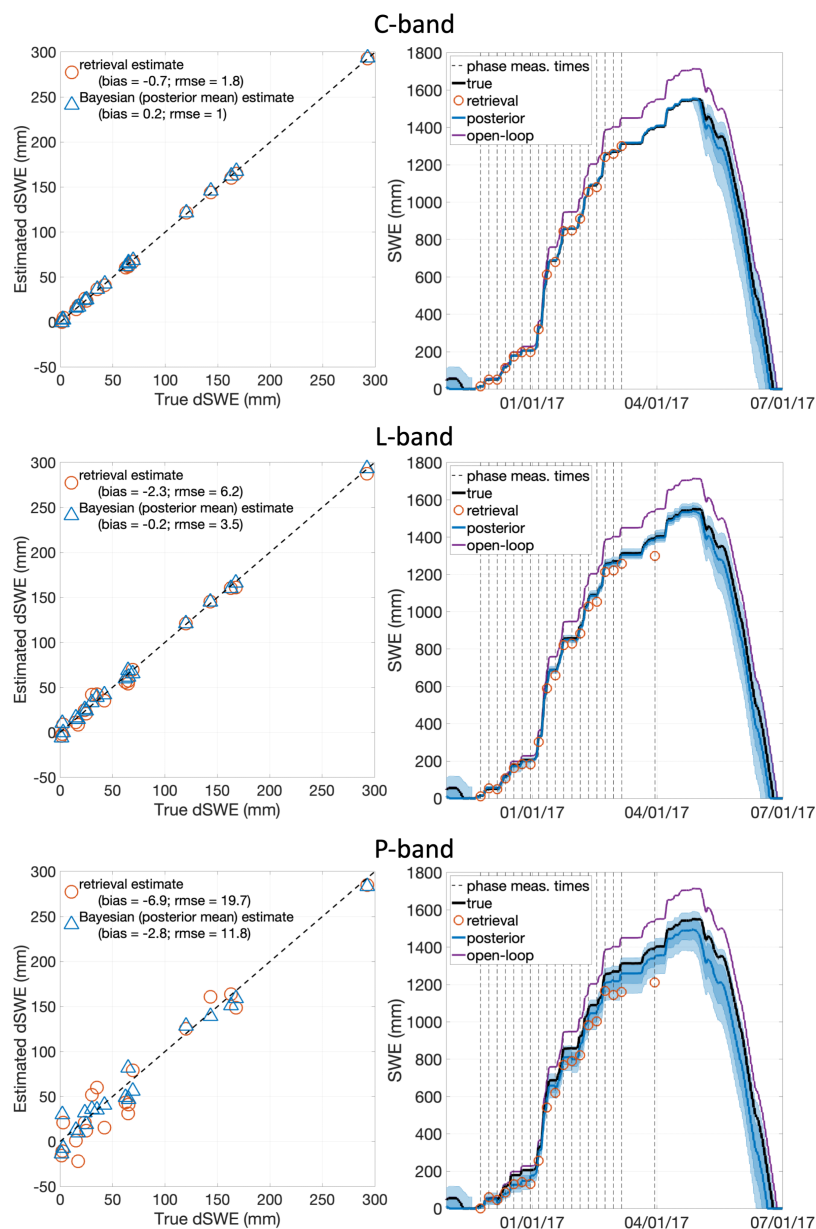 C-band
300
250
200
150
100
50
0
-50
Estimated dSWE (mm)
retrieval estimate
(bias = -0.7; rmse = 1.8)
Bayesian (posterior mean) estimate
(bias = 0.2; rmse = 1)
0 50 100 150 200 250 300
True dSWE (mm)
1800
1600
1400
1200
1000
800
600
400
200
0
SWE (mm)
phase meas. times
true
retrieval
posterior
open-loop
01/01/17 04/01/17 07/01/17
L-band
300
250
200
150
100
50
0
-50
Estimated dSWE (mm)
retrieval estimate
(bias = -2.3; rmse = 6.2)
Bayesian (posterior mean) estimate
(bias = -0.2; rmse = 3.5)
0 50 100 150 200 250 300
True dSWE (mm)
1800
1600
1400
1200
1000
800
600
400
200
0
SWE (mm)
phase meas. times
true
retrieval
posterior
open-loop
01/01/17 04/01/17 07/01/17
P-band
300
250
200
150
100
50
0
-50
Estimated dSWE (mm)
retrieval estimate
(bias = -6.9; rmse = 19.7)
Bayesian (posterior mean) estimate
(bias = -2.8; rmse = 11.8)
0 50 100 150 200 250 300
True dSWE (mm)
1800
1600
1400
1200
1000
800
600
400
200
0
SWE (mm)
phase meas. times
true
retrieval
posterior
open-loop
01/01/17 04/01/17 07/01/17